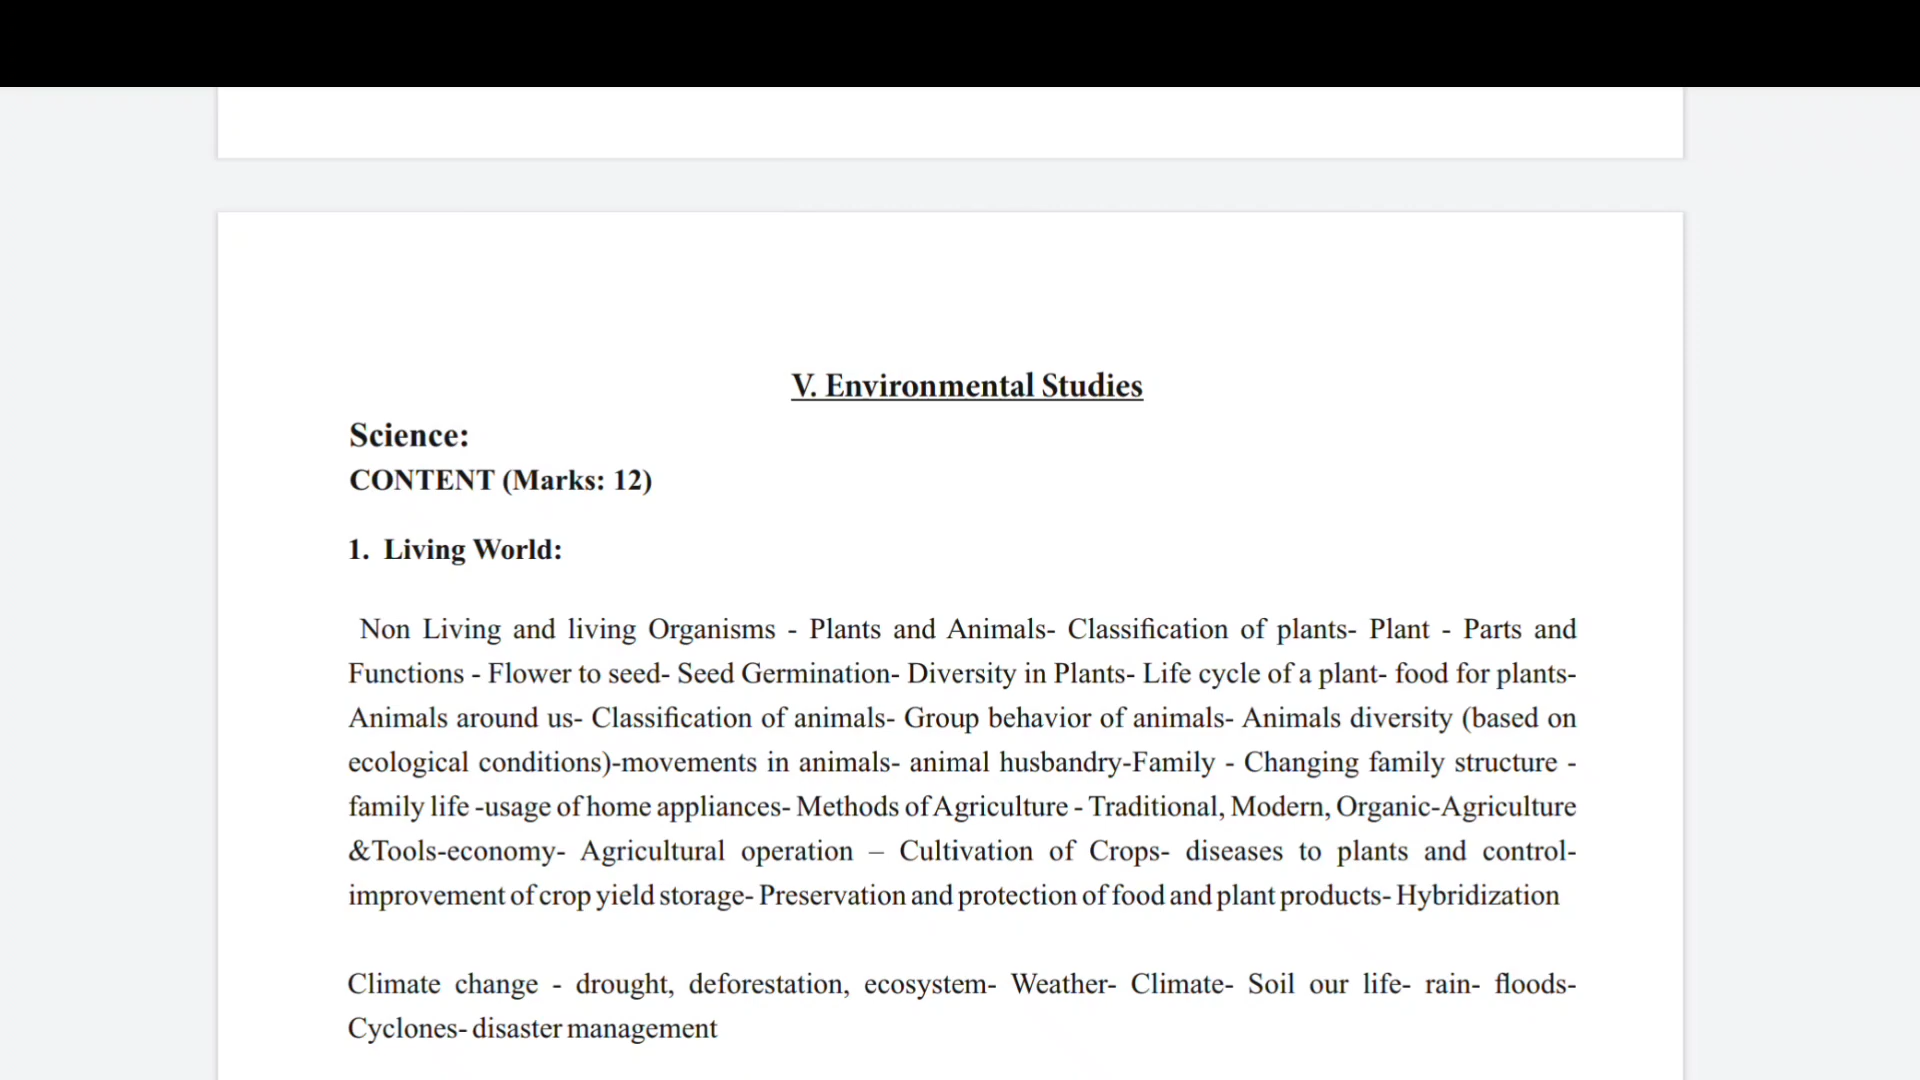 V. Environmental Studies
Science:
CONTENT (Marks: 12)
1. Living World:
Non Living and living Organisms - Plants and Animals- Classification of plants- Plant - Parts and
Functions - Flower to seed- Seed Germination- Diversity in Plants- Life cycle of a plant- food for plants-
Animals around us- Classification of animals- Group behavior of animals- Animals diversity (based on
ecological conditions)-movements in animals- animal husbandry-Family - Changing family structure -
family life -usage of home appliances- Methods of Agriculture - Traditional, Modern, Organic-Agriculture
&Tools-economy- Agricultural operation – Cultivation of Crops- diseases to plants and control-
improvement of crop yield storage- Preservation and protection of food and plant products- Hybridization
Climate change - drought, deforestation, ecosystem- Weather- Climate- Soil our life- rain- floods-
Cyclones- disaster management